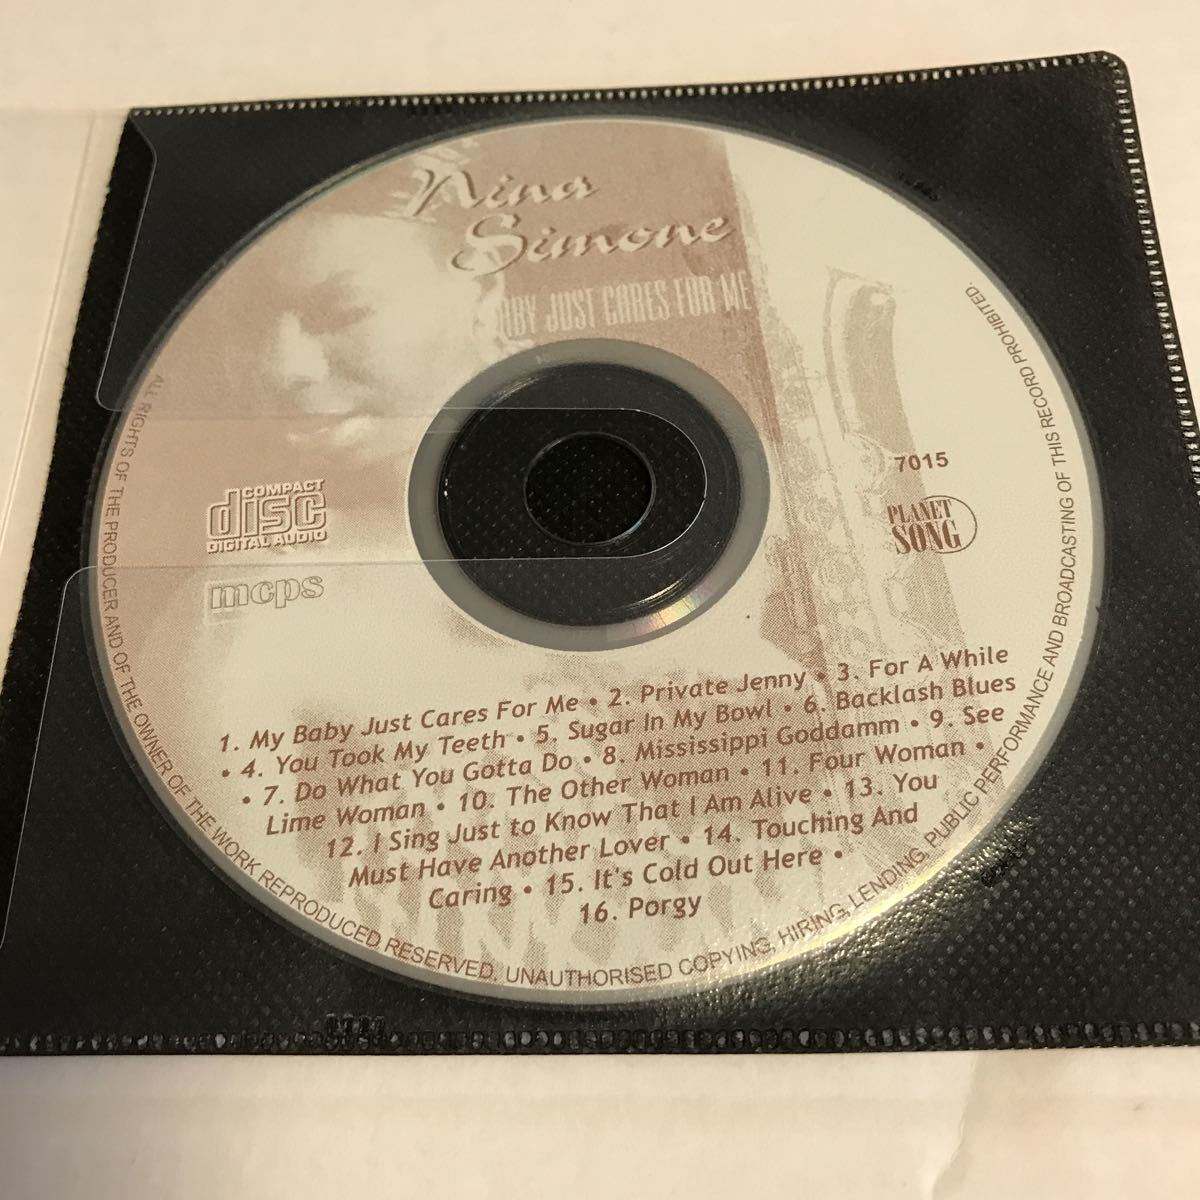 Nina
Simone
BY JUST CARES FOR ME
7015
PLANET
SONG
COMPACT
disc
DIGITAL AUDIO
mcps
1. My Baby Just Cares For Me • 2. Private Jenny • 3. For A While
• 4. You Took My Teeth • 5. Sugar In My Bowl • 6. Backlash Blues
• 7. Do What You Gotta Do • 8. Mississippi Goddamm • 9. See
Lime Woman • 10. The Other Woman • 11. Four Woman •
12. I Sing Just to Know That I Am Alive • 13. You
Must Have Another Lover • 14. Touching And
Caring • 15. It's Cold Out Here •
16. Porgy
ALL RIGHTS OF THE PRODUCER AND OF THE OWNER OF THE WORK REPRODUCED RESERVED. UNAUTHORISED COPYING, HIRING, LENDING, PUBLIC PERFORMANCE AND BROADCASTING OF THIS RECORD PROHIBITED.